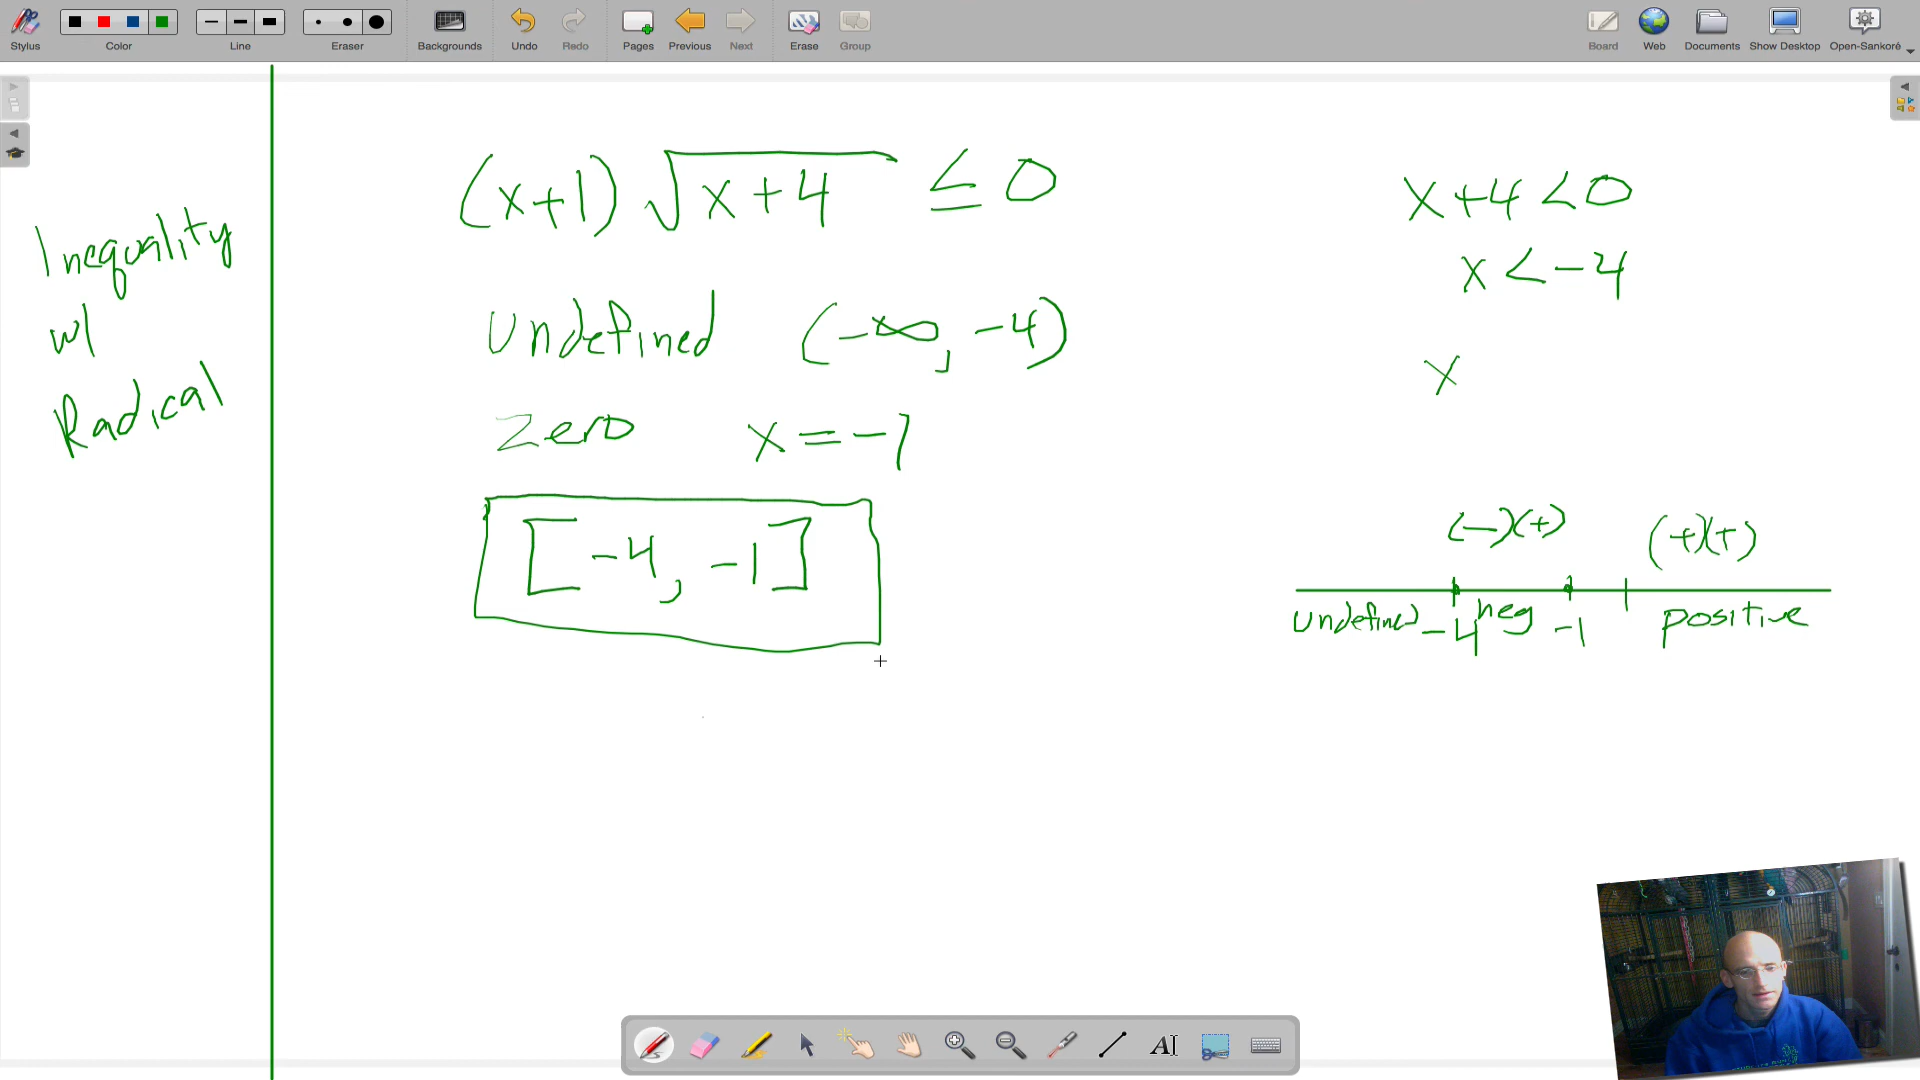 Stylus
Color
Line
Eraser
Backgrounds
Undo
Redo
Pages
Previous
Next
Erase
Group
Board
Web
Documents
Show Desktop
Open-Sankoré
Inequality
w/
Radical
(x+1) √x+4 ≤ 0
undefined (-∞, -4)
zero x = -1
[-4, -1]
x+4<0
x<-4
x
(-)(+) (+)(+)
undefined -4 neg -1 positive